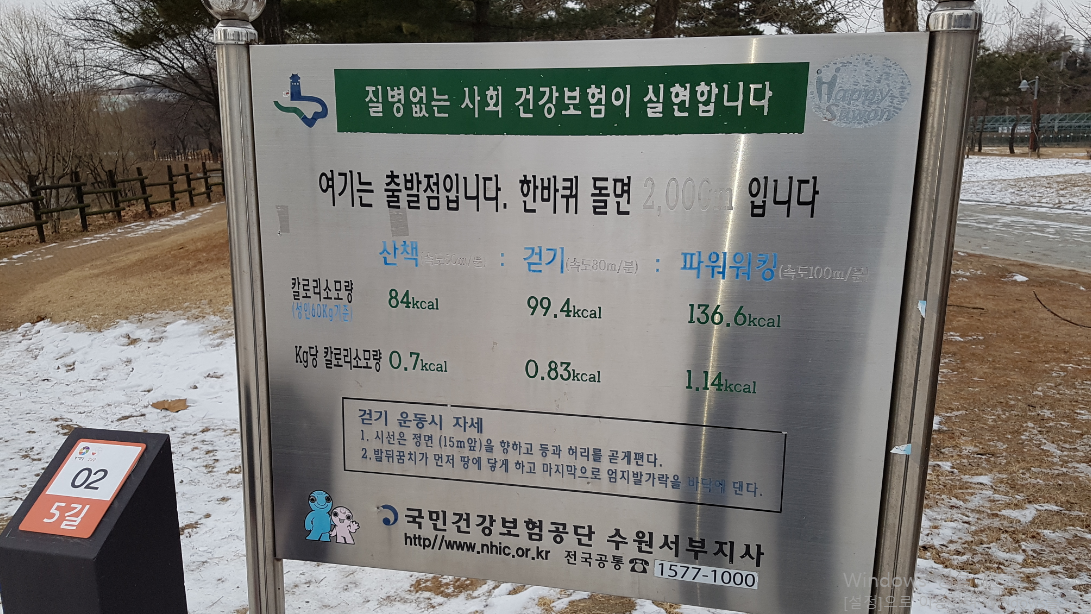 질병없는 사회 건강보험이 실현합니다
Happy
Suwon
여기는 출발점입니다. 한바퀴 돌면 2,000m 입니다
산책 : 걷기(속도80m/분) : 파워워킹(속도100m/분)
칼로리소모량 84kcal 99.4kcal 136.6kcal
(성인60Kg기준)
Kg당 칼로리소모량 0.7kcal 0.83kcal 1.14kcal
걷기 운동시 자세
1. 시선은 정면 (15m앞)을 향하고 등과 허리를 곧게편다.
2. 발뒤꿈치가 먼저 땅에 닿게 하고 마지막으로 엄지발가락을 바닥에 댄다.
국민건강보험공단 수원서부지사
http//www.nhic.or.kr 전국공통☎1577-1000
02
5길
Windows
[설정]으로